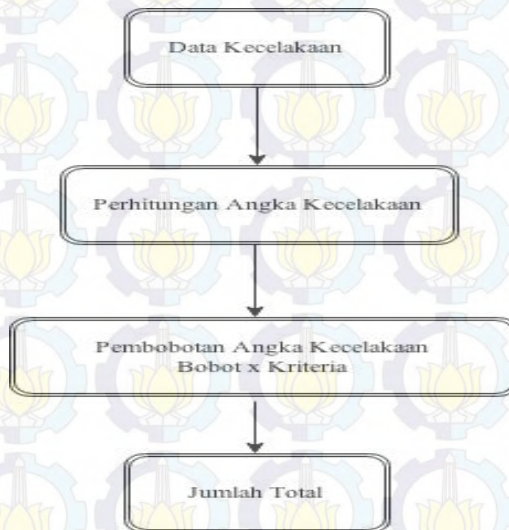 Data Kecelakaan
Perhitungan Angka Kecelakaan
Pembobotan Angka Kecelakaan
Bobot x Kriteria
Jumlah Total